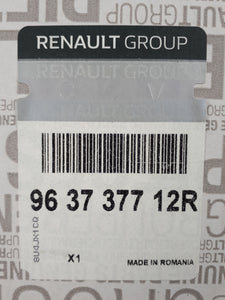 RENAULT GROUP
RENAULT GROUP
96 37 377 12R
X1
MADE IN ROMANIA